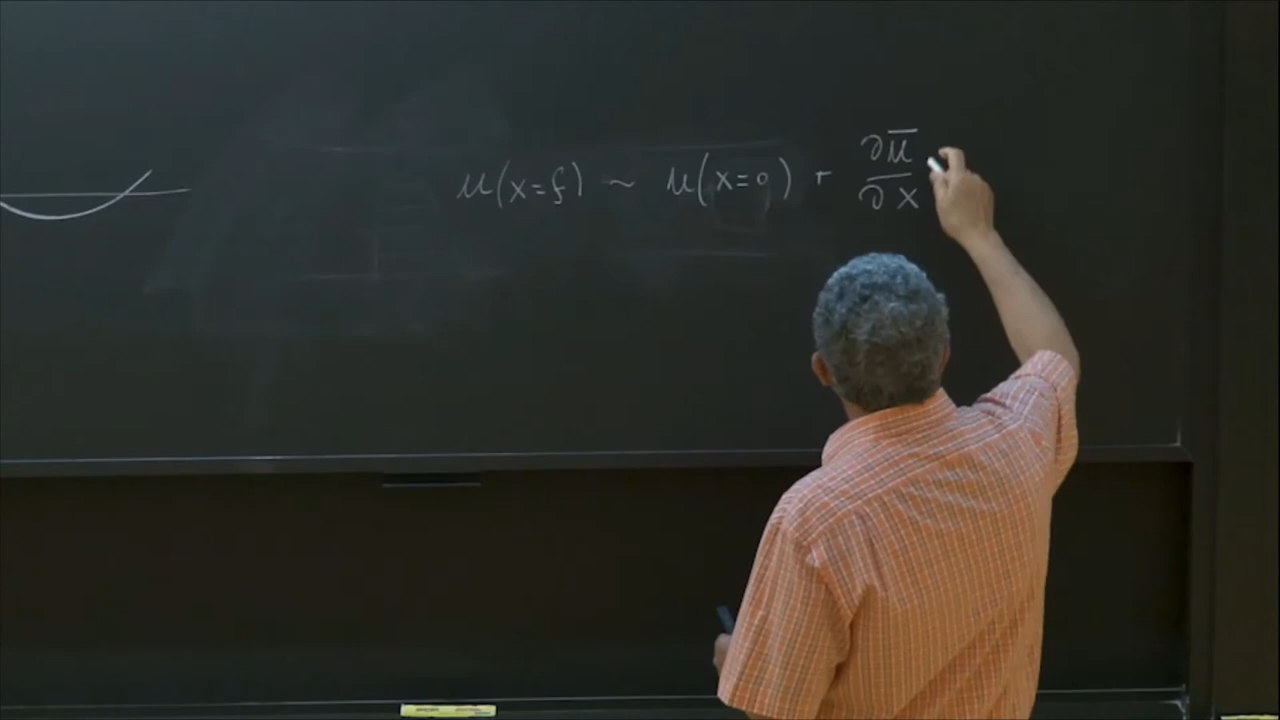 u(x=f) ~ u(x=0) + ∂ū/∂x